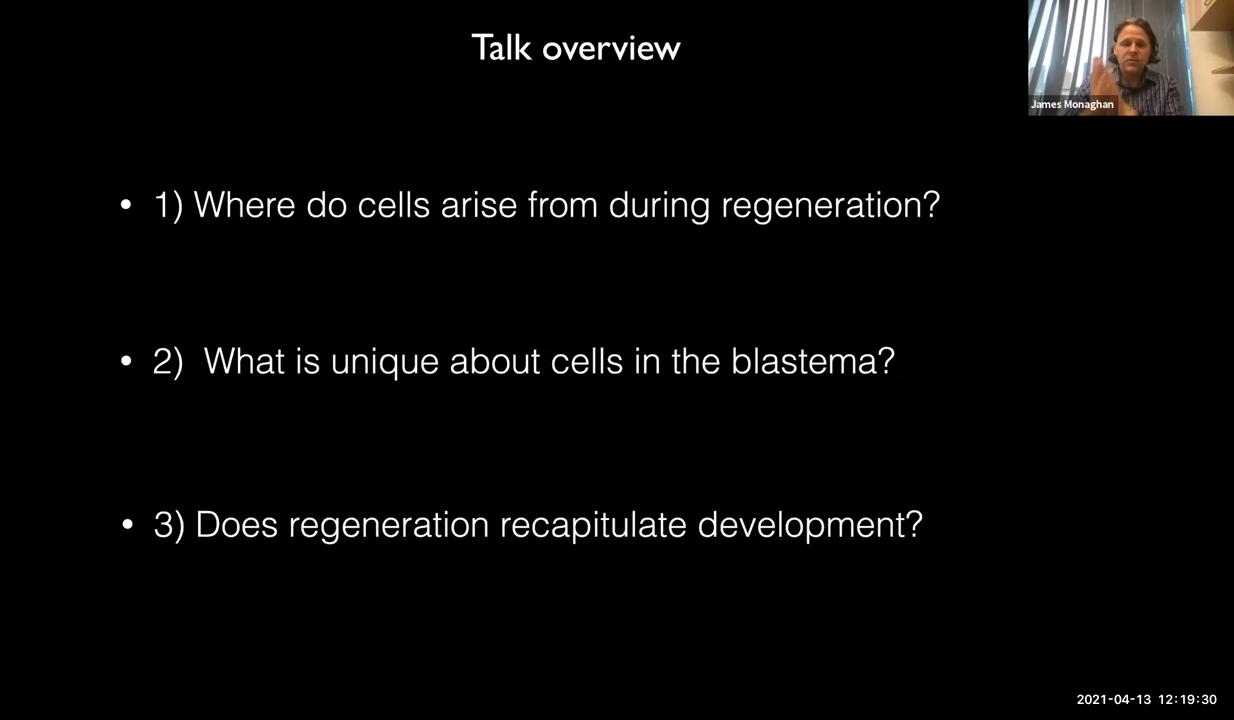 Talk overview
James Monaghan
• 1) Where do cells arise from during regeneration?
• 2) What is unique about cells in the blastema?
• 3) Does regeneration recapitulate development?
2021-04-13 12:19:30